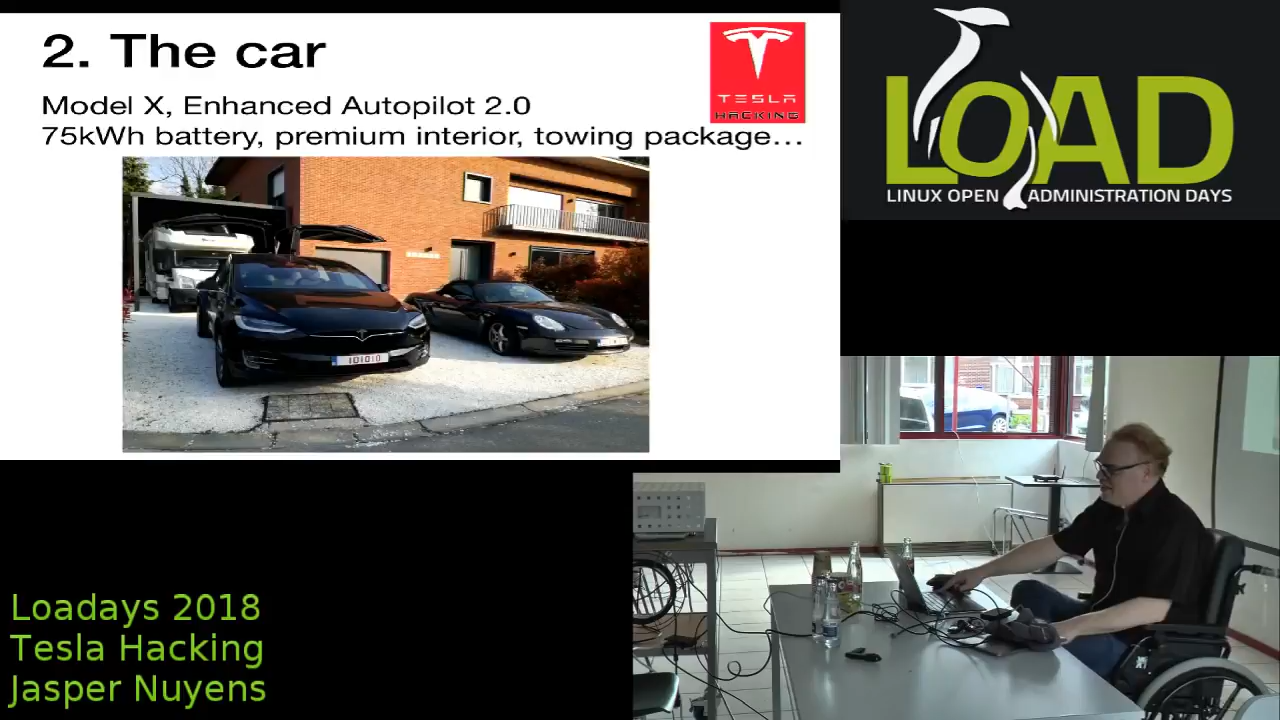 2. The car
Model X, Enhanced Autopilot 2.0
75kWh battery, premium interior, towing package...
TESLA
HACKING
101010
LOAD
LINUX OPEN ADMINISTRATION DAYS
Loadays 2018
Tesla Hacking
Jasper Nuyens